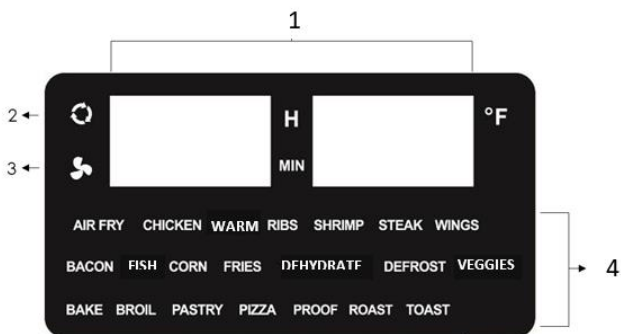 1
2 H °F
3 MIN
AIR FRY CHICKEN WARM RIBS SHRIMP STEAK WINGS
BACON FISH CORN FRIES DEHYDRATE DEFROST VEGGIES 4
BAKE BROIL PASTRY PIZZA PROOF ROAST TOAST